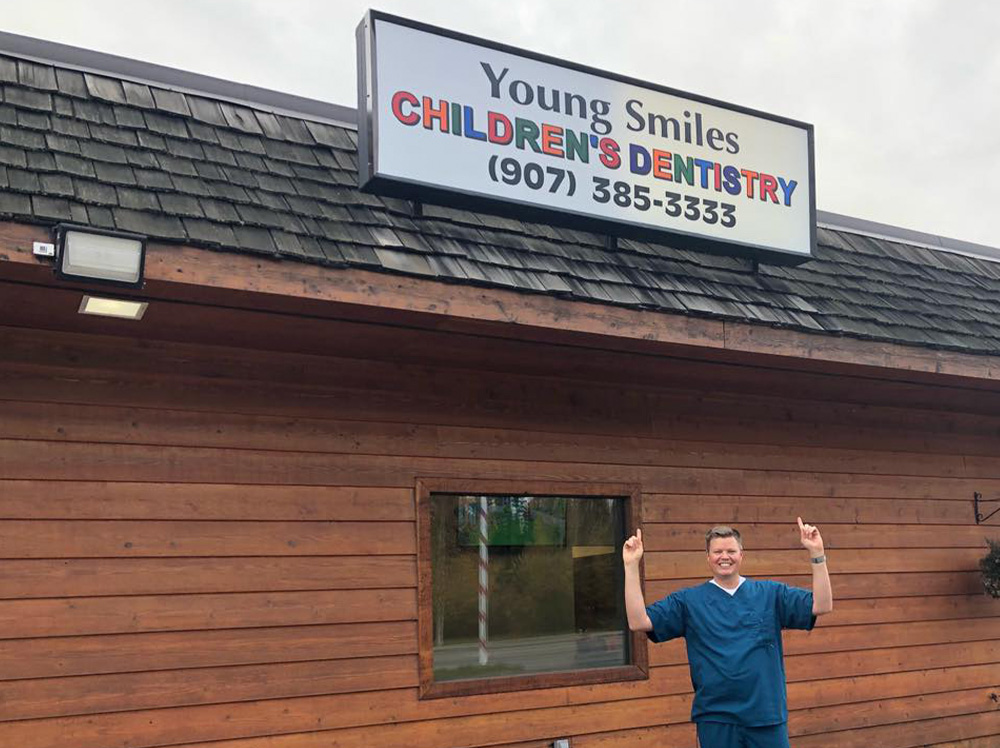 Young Smiles
CHILDREN'S DENTISTRY
(907) 385-3333